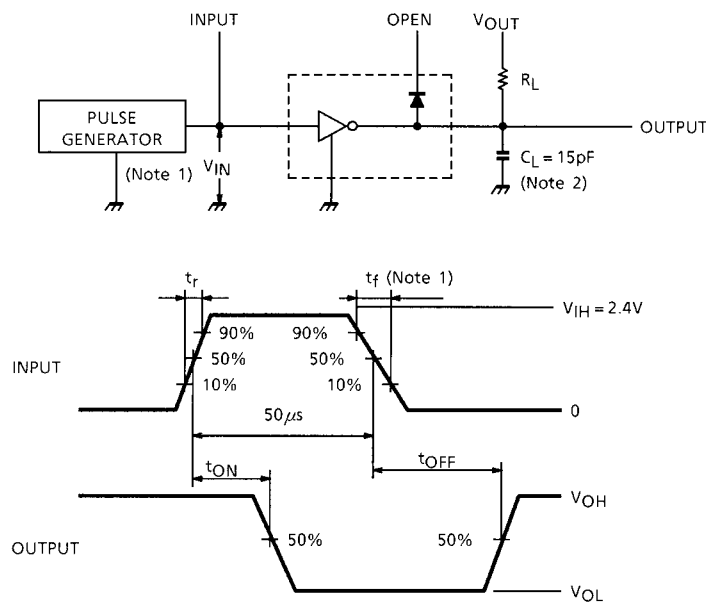 INPUT
OPEN
VOUT
RL
PULSE
GENERATOR
(Note 1)
VIN
OUTPUT
CL = 15pF
(Note 2)
tr
tf (Note 1)
VIH = 2.4V
90%
90%
50%
50%
INPUT
10%
10%
50μs
0
tON
tOFF
VOH
50%
50%
OUTPUT
VOL